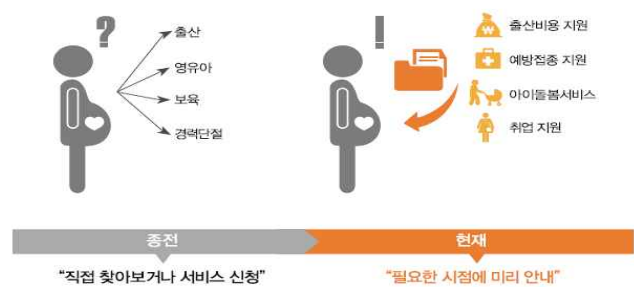 ?
출산
영유아
보육
경력단절
!
₩
출산비용 지원
예방접종 지원
아이돌봄서비스
취업 지원
종전
현재
“직접 찾아보거나 서비스 신청”
“필요한 시점에 미리 안내”